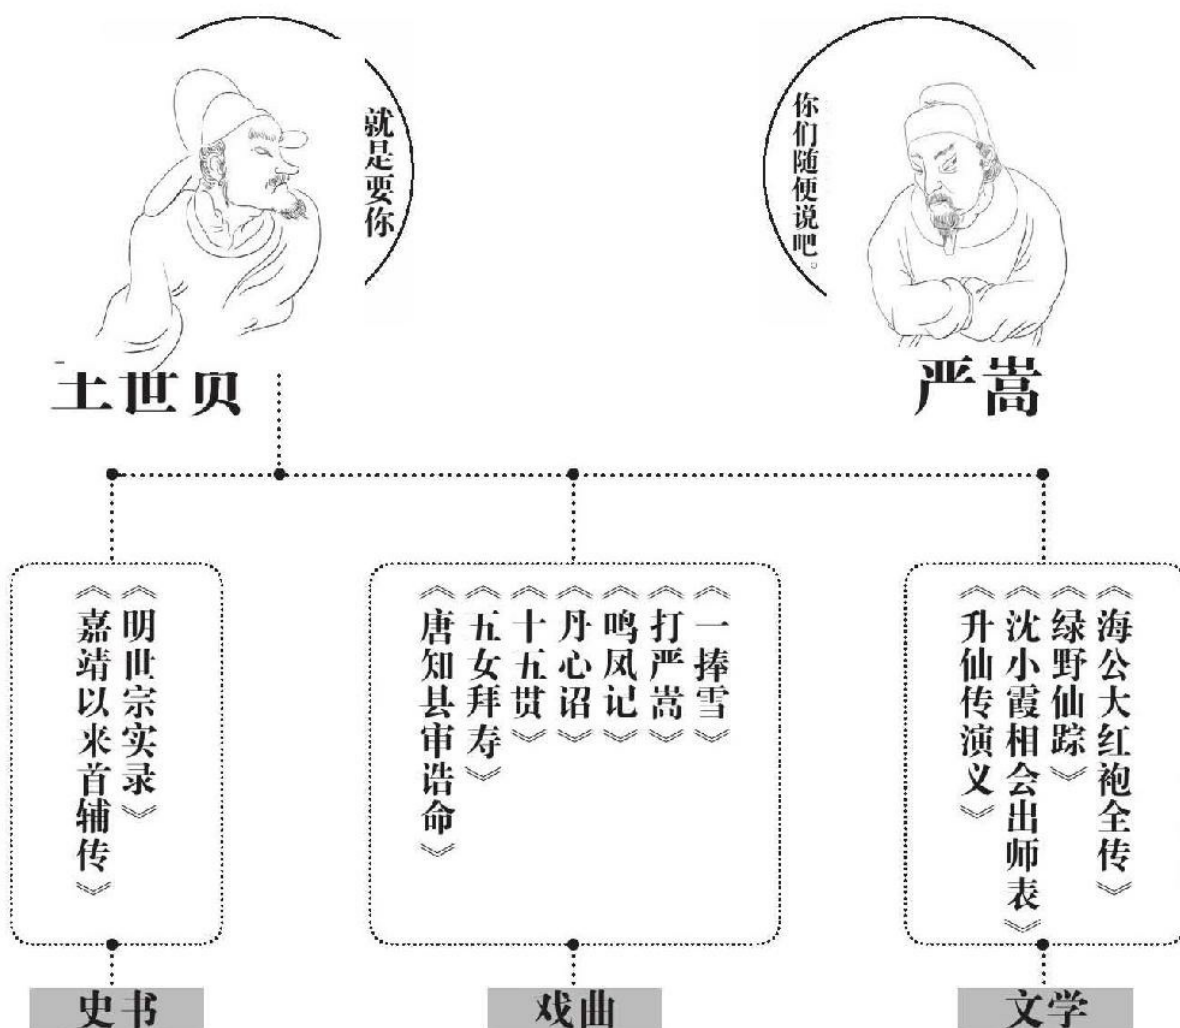 就是要你
你们随便说吧。
王世贞
严嵩
《明世宗实录》
《嘉靖以来首辅传》
《一捧雪》
《打严嵩》
《鸣凤记》
《丹心诏》
《十五贯》
《五女拜寿》
《唐知县审诰命》
《海公大红袍全传》
《绿野仙踪》
《沈小霞相会出师表》
《升仙传演义》
史书
戏曲
文学